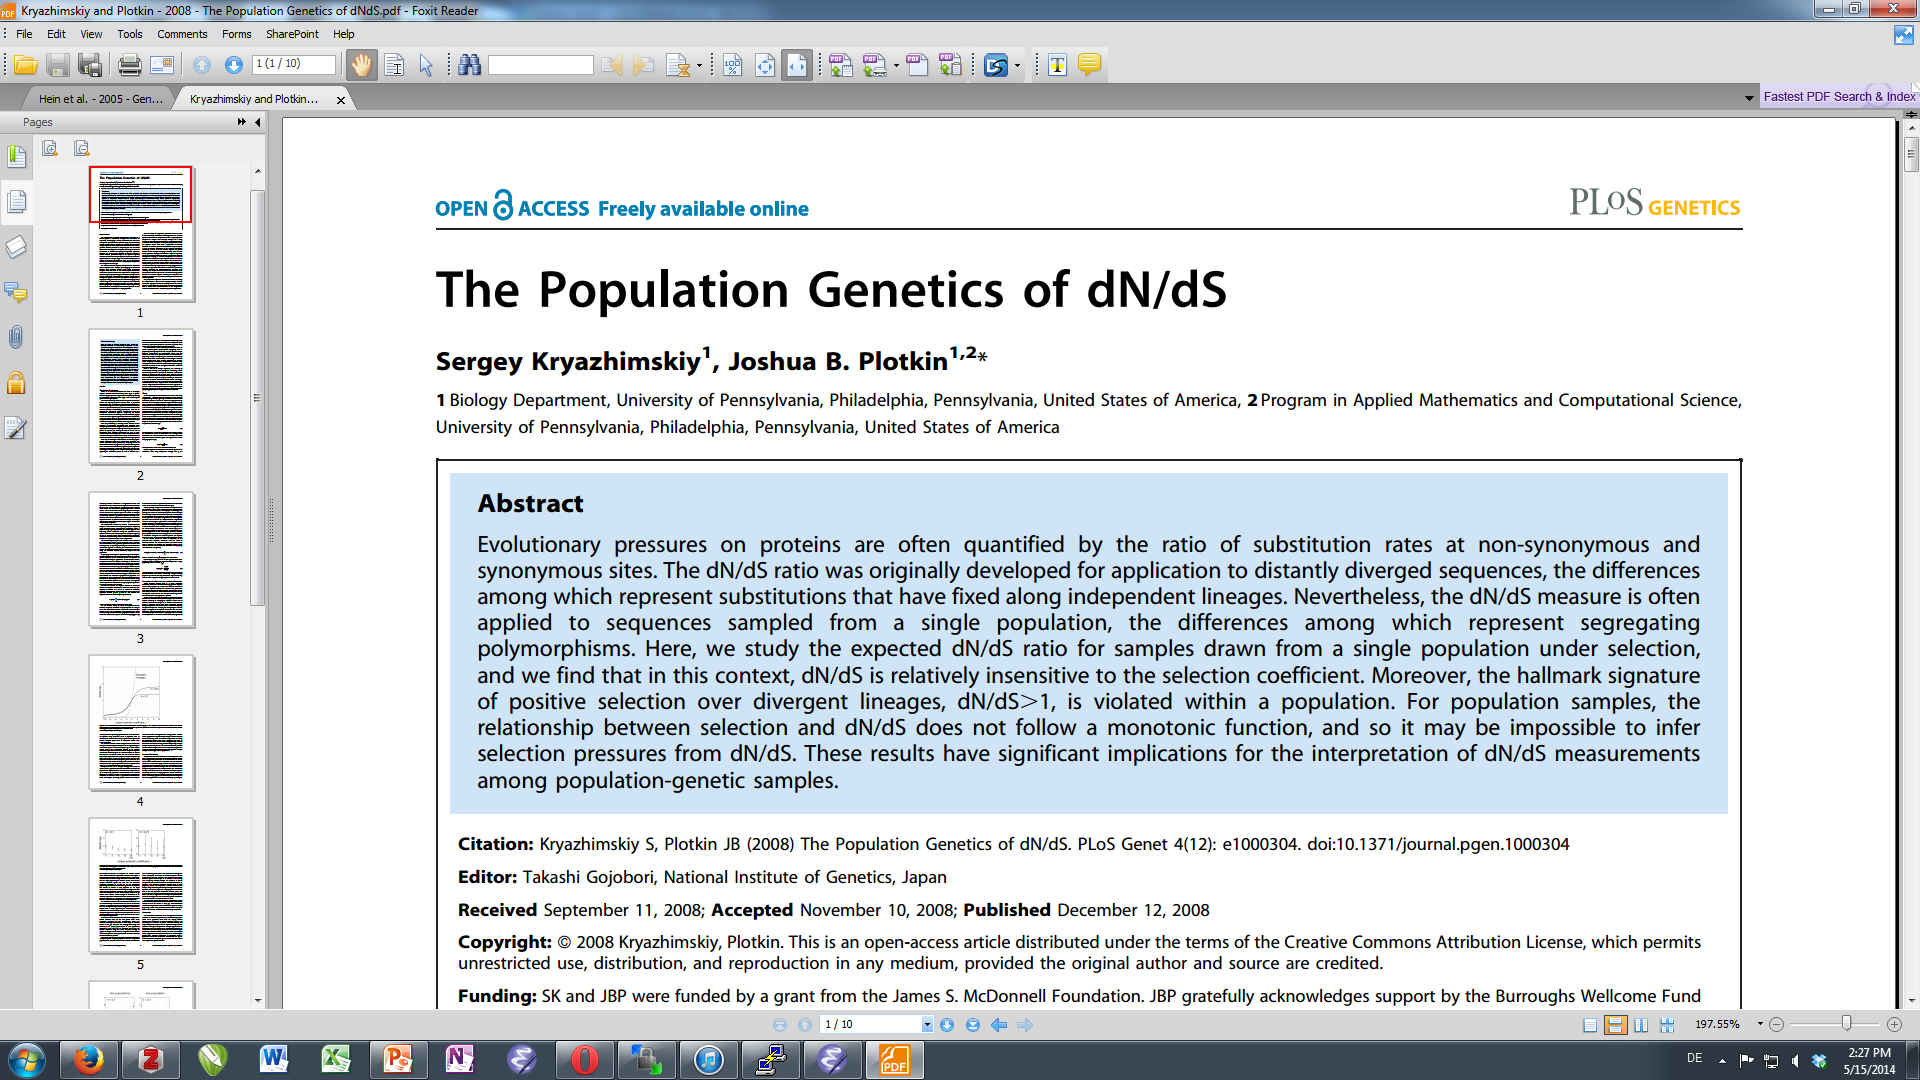 Kryazhimskiy and Plotkin - 2008 - The Population Genetics of dNdS.pdf - Foxit Reader
File Edit View Tools Comments Forms SharePoint Help
1 (1 / 10)
Hein et al. - 2005 - Gen...
Kryazhimskiy and Plotkin...
Fastest PDF Search & Index
Pages
1
2
3
4
5
OPEN ACCESS Freely available online
PLoS GENETICS
The Population Genetics of dN/dS
Sergey Kryazhimskiy1, Joshua B. Plotkin1,2*
1 Biology Department, University of Pennsylvania, Philadelphia, Pennsylvania, United States of America, 2 Program in Applied Mathematics and Computational Science,
University of Pennsylvania, Philadelphia, Pennsylvania, United States of America
Abstract
Evolutionary pressures on proteins are often quantified by the ratio of substitution rates at non-synonymous and
synonymous sites. The dN/dS ratio was originally developed for application to distantly diverged sequences, the differences
among which represent substitutions that have fixed along independent lineages. Nevertheless, the dN/dS measure is often
applied to sequences sampled from a single population, the differences among which represent segregating
polymorphisms. Here, we study the expected dN/dS ratio for samples drawn from a single population under selection,
and we find that in this context, dN/dS is relatively insensitive to the selection coefficient. Moreover, the hallmark signature
of positive selection over divergent lineages, dN/dS>1, is violated within a population. For population samples, the
relationship between selection and dN/dS does not follow a monotonic function, and so it may be impossible to infer
selection pressures from dN/dS. These results have significant implications for the interpretation of dN/dS measurements
among population-genetic samples.
Citation: Kryazhimskiy S, Plotkin JB (2008) The Population Genetics of dN/dS. PLoS Genet 4(12): e1000304. doi:10.1371/journal.pgen.1000304
Editor: Takashi Gojobori, National Institute of Genetics, Japan
Received September 11, 2008; Accepted November 10, 2008; Published December 12, 2008
Copyright: © 2008 Kryazhimskiy, Plotkin. This is an open-access article distributed under the terms of the Creative Commons Attribution License, which permits
unrestricted use, distribution, and reproduction in any medium, provided the original author and source are credited.
Funding: SK and JBP were funded by a grant from the James S. McDonnell Foundation. JBP gratefully acknowledges support by the Burroughs Wellcome Fund
1 / 10
197.55%
DE
2:27 PM
5/15/2014